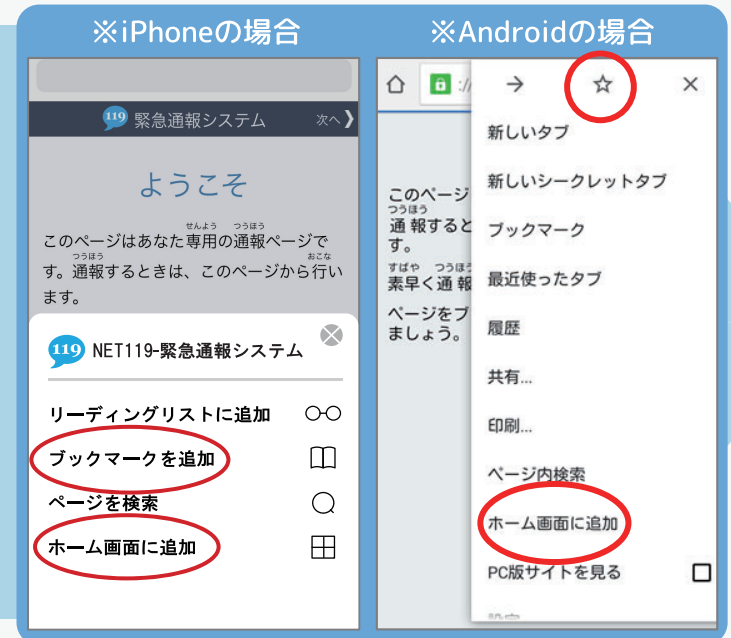 ※iPhoneの場合
119 緊急通報システム 次へ❯
ようこそ
せんよう つうほう
このページはあなた専用の通報ページで
つうほう おこな
す。通報するときは、このページから行い
ます。
119 NET119-緊急通報システム
リーディングリストに追加
ブックマークを追加
ページを検索
ホーム画面に追加
※Androidの場合
://
このページ
つうほう
通報すると
す。
すばや つうほう
素早く通報
ページをブ
ましょう。
新しいタブ
新しいシークレットタブ
ブックマーク
最近使ったタブ
履歴
共有...
印刷...
ページ内検索
ホーム画面に追加
PC版サイトを見る